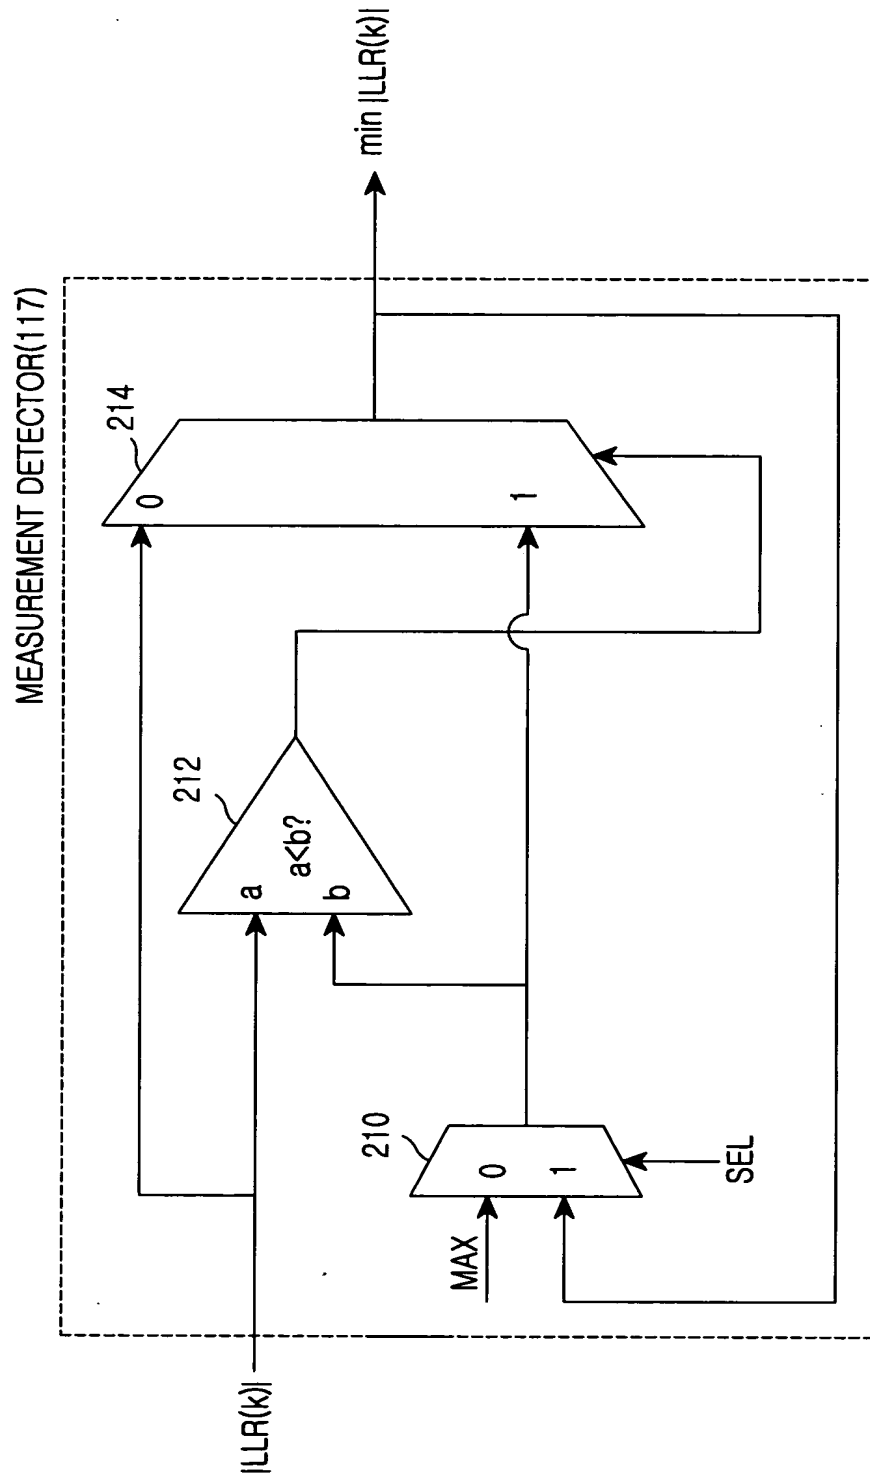 MEASUREMENT DETECTOR(117)
|LLR(k)|
MAX
0
1
210
SEL
a
b
a<b?
212
0
1
214
min |LLR(k)|